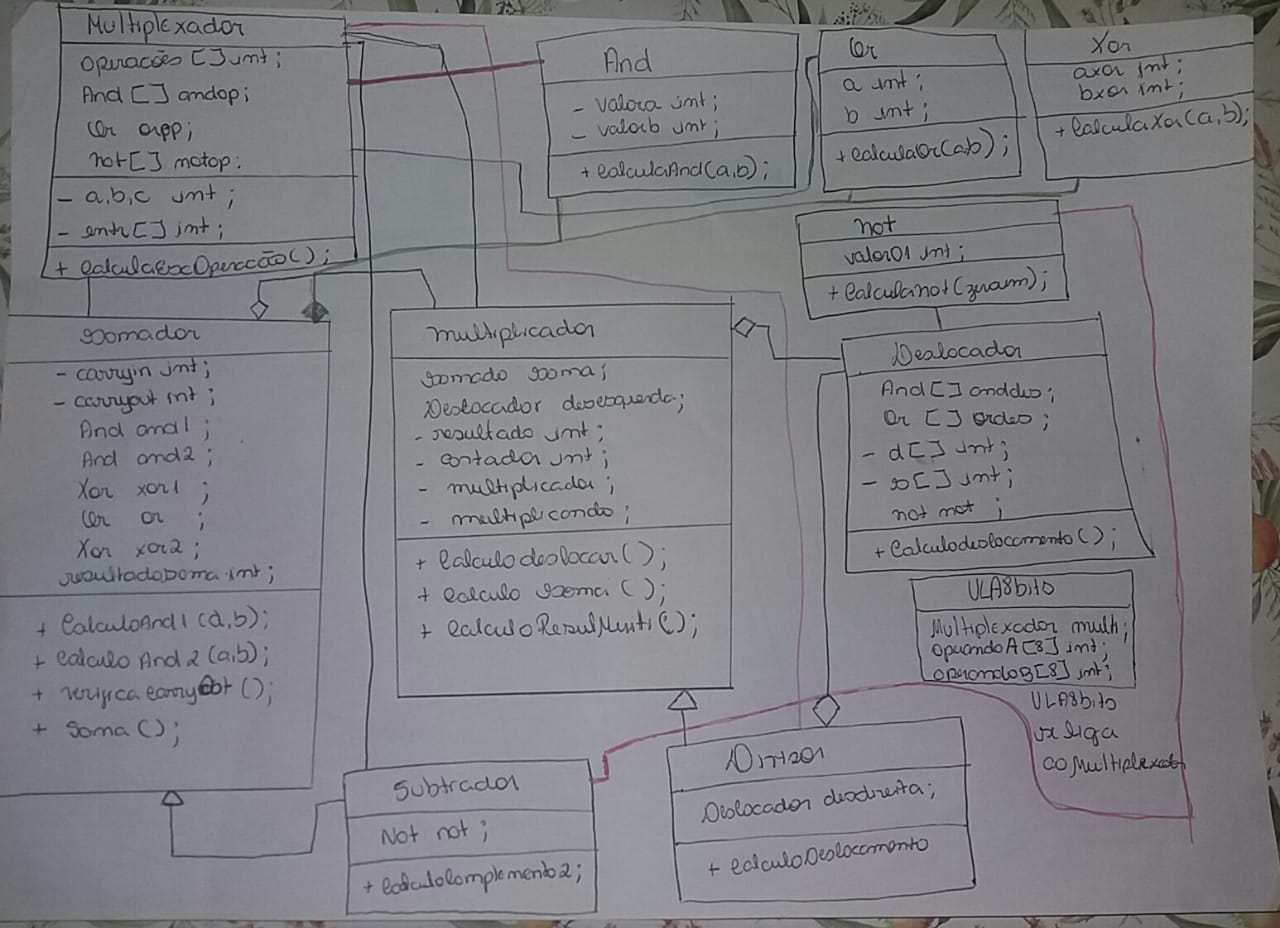 Multiplexador
operacões [ ] int;
And [ ] andop;
Or orpp;
not[ ] notop.
- a,b,c int ;
- entr[ ] int;
+ CalculaExcOperacão( );
And
- valora int;
- valorb int;
+ CalculaAnd(a,b);
Or
a int;
b int;
+CalculaOr(a,b);
Xor
axor int;
bxor int;
+CalculaXor(a,b);
not
valor01 int;
+Calculanot(zeraum);
Somador
- carryin int;
- carryout int;
And and1 ;
And and2 ;
Xor xor1 ;
Or or ;
Xor xor2 ;
resultadosoma int;
+ CalculoAnd1 (a,b);
+ Calculo And 2 (a,b);
+ verificaCarryOut ( );
+ Soma ( );
multiplicador
Somado soma;
Deslocador desesquerda;
- resultado int;
- contador int;
- multiplicador ;
- multiplicando ;
+ Calculodeslocar ( );
+ Calculo Soma ( );
+ CalculoResulMulti( );
Deslocador
And[ ] anddes;
Or [ ] ordes;
- d[ ] int;
- s[ ] int;
not not ;
+ Calculodeslocamento ( );
ULA8bits
Multiplexador multi;
operandoA[8] int;
operandoB[8] int;
ULA8bits
se liga
ao Multiplexador
Subtrador
Not not ;
+ CalculoComplemento2;
Divisor
Deslocador desdireita;
+ CalculoDeslocamento